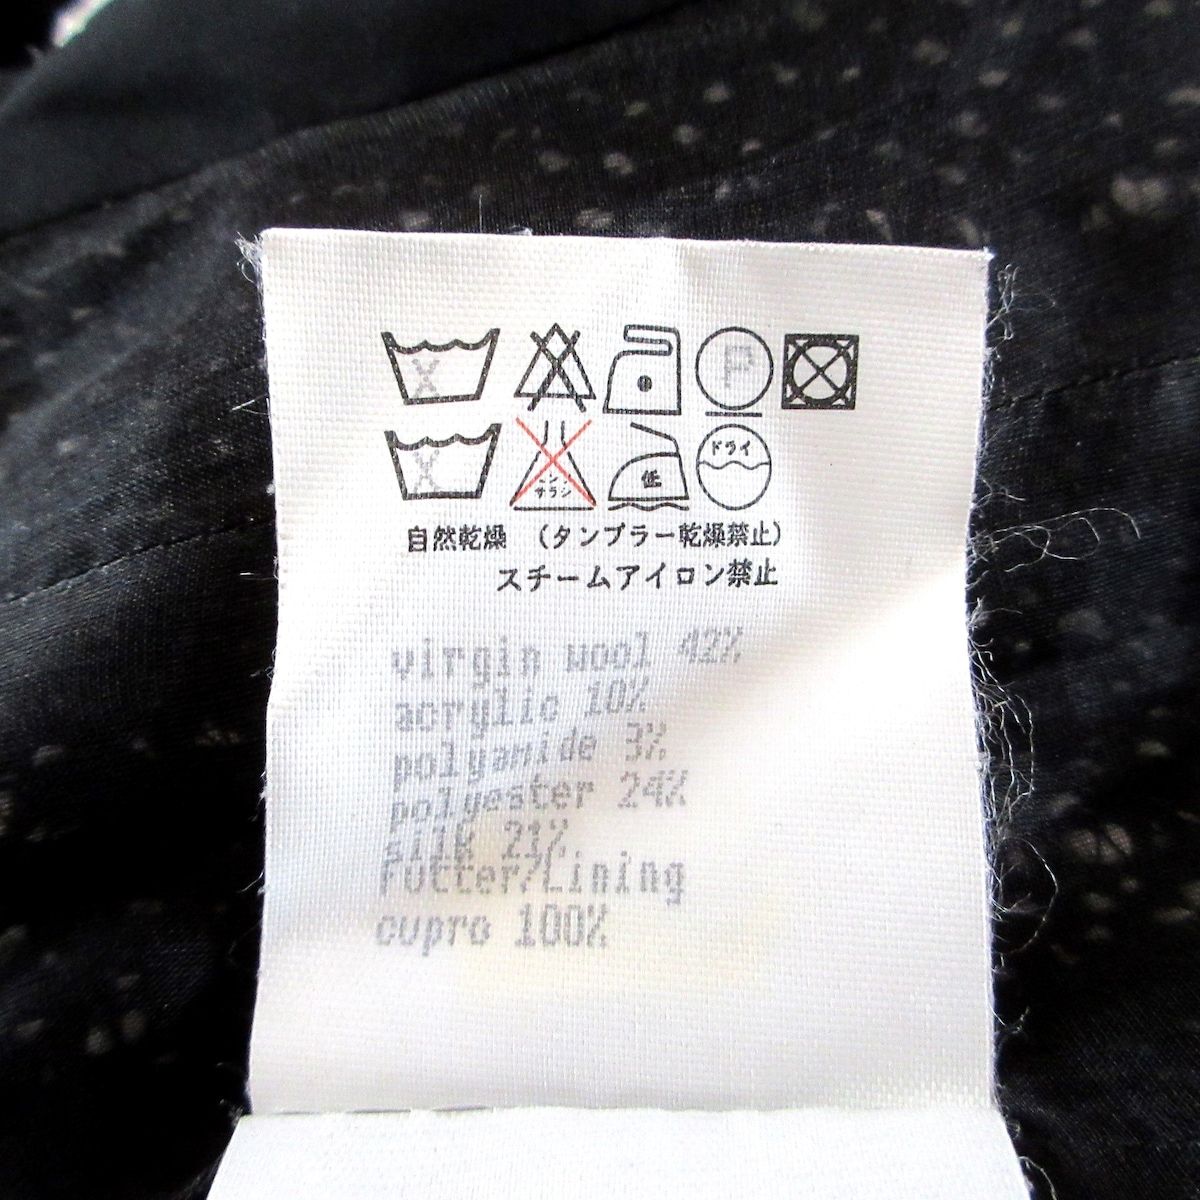 X P
X エンソサラシ 低 ドライ
自然乾燥 (タンブラー乾燥禁止)
スチームアイロン禁止
virgin wool 42%
acrylic 10%
polyamide 3%
polyester 24%
silk 21%
Futter/Lining
cupro 100%